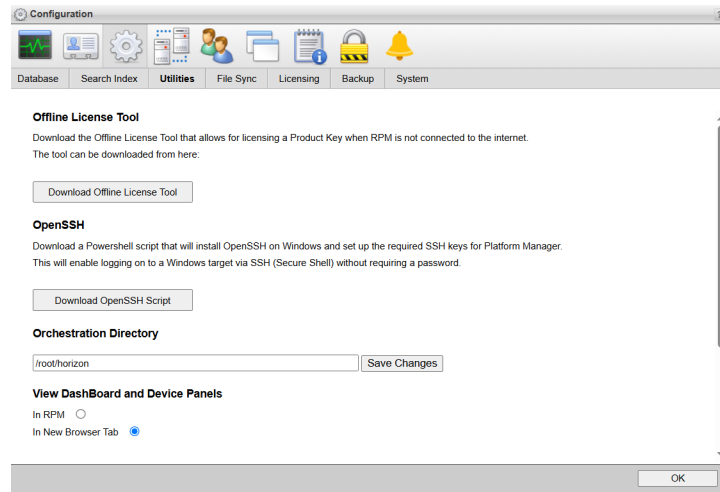 Configuration
Database Search Index Utilities File Sync Licensing Backup System
Offline License Tool
Download the Offline License Tool that allows for licensing a Product Key when RPM is not connected to the internet.
The tool can be downloaded from here:
Download Offline License Tool
OpenSSH
Download a Powershell script that will install OpenSSH on Windows and set up the required SSH keys for Platform Manager.
This will enable logging on to a Windows target via SSH (Secure Shell) without requiring a password.
Download OpenSSH Script
Orchestration Directory
/root/horizon Save Changes
View DashBoard and Device Panels
In RPM
In New Browser Tab
OK